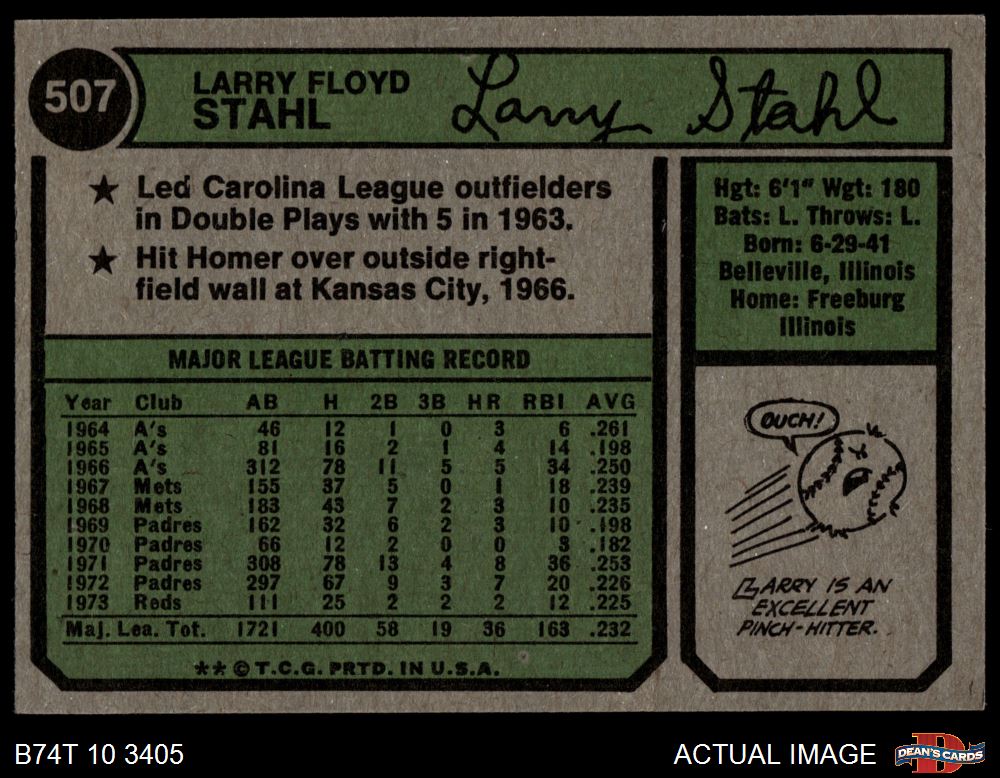 507
LARRY FLOYD
STAHL
Larry Stahl
★ Led Carolina League outfielders
in Double Plays with 5 in 1963.
★ Hit Homer over outside right-
field wall at Kansas City, 1966.
Hgt: 6'1" Wgt: 180
Bats: L. Throws: L.
Born: 6-29-41
Belleville, Illinois
Home: Freeburg
Illinois
MAJOR LEAGUE BATTING RECORD
Year Club AB H 2B 3B HR RBI AVG
1964 A's 46 12 1 0 3 6 .261
1965 A's 81 16 2 1 4 14 .198
1966 A's 312 78 11 5 5 34 .250
1967 Mets 155 37 5 0 1 18 .239
1968 Mets 183 43 7 2 3 10 .235
1969 Padres 162 32 6 2 3 10 .198
1970 Padres 66 12 2 0 0 3 .182
1971 Padres 308 78 13 4 8 36 .253
1972 Padres 297 67 9 3 7 20 .226
1973 Reds 111 25 2 2 2 12 .225
Maj. Lea. Tot. 1721 400 58 19 36 163 .232
** © T.C.G. PRTD. IN U.S.A.
OUCH!
LARRY IS AN
EXCELLENT
PINCH-HITTER.
B74T 10 3405
ACTUAL IMAGE
DEAN'S CARDS